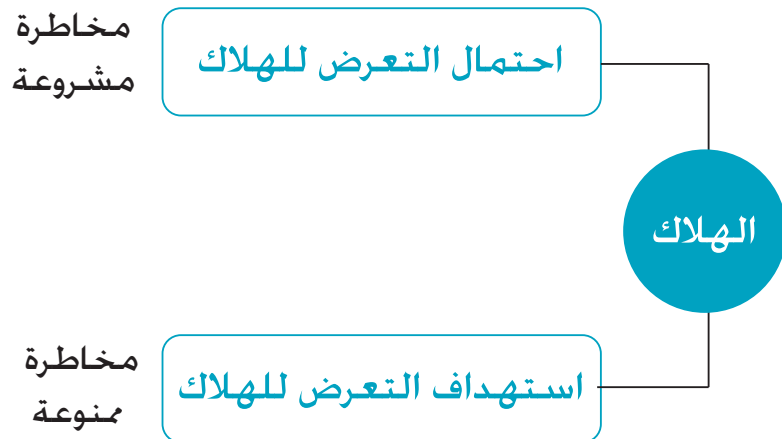 الهلاك
احتمال التعرض للهلاك
مخاطرة
مشروعة
استهداف التعرض للهلاك
مخاطرة
ممنوعة